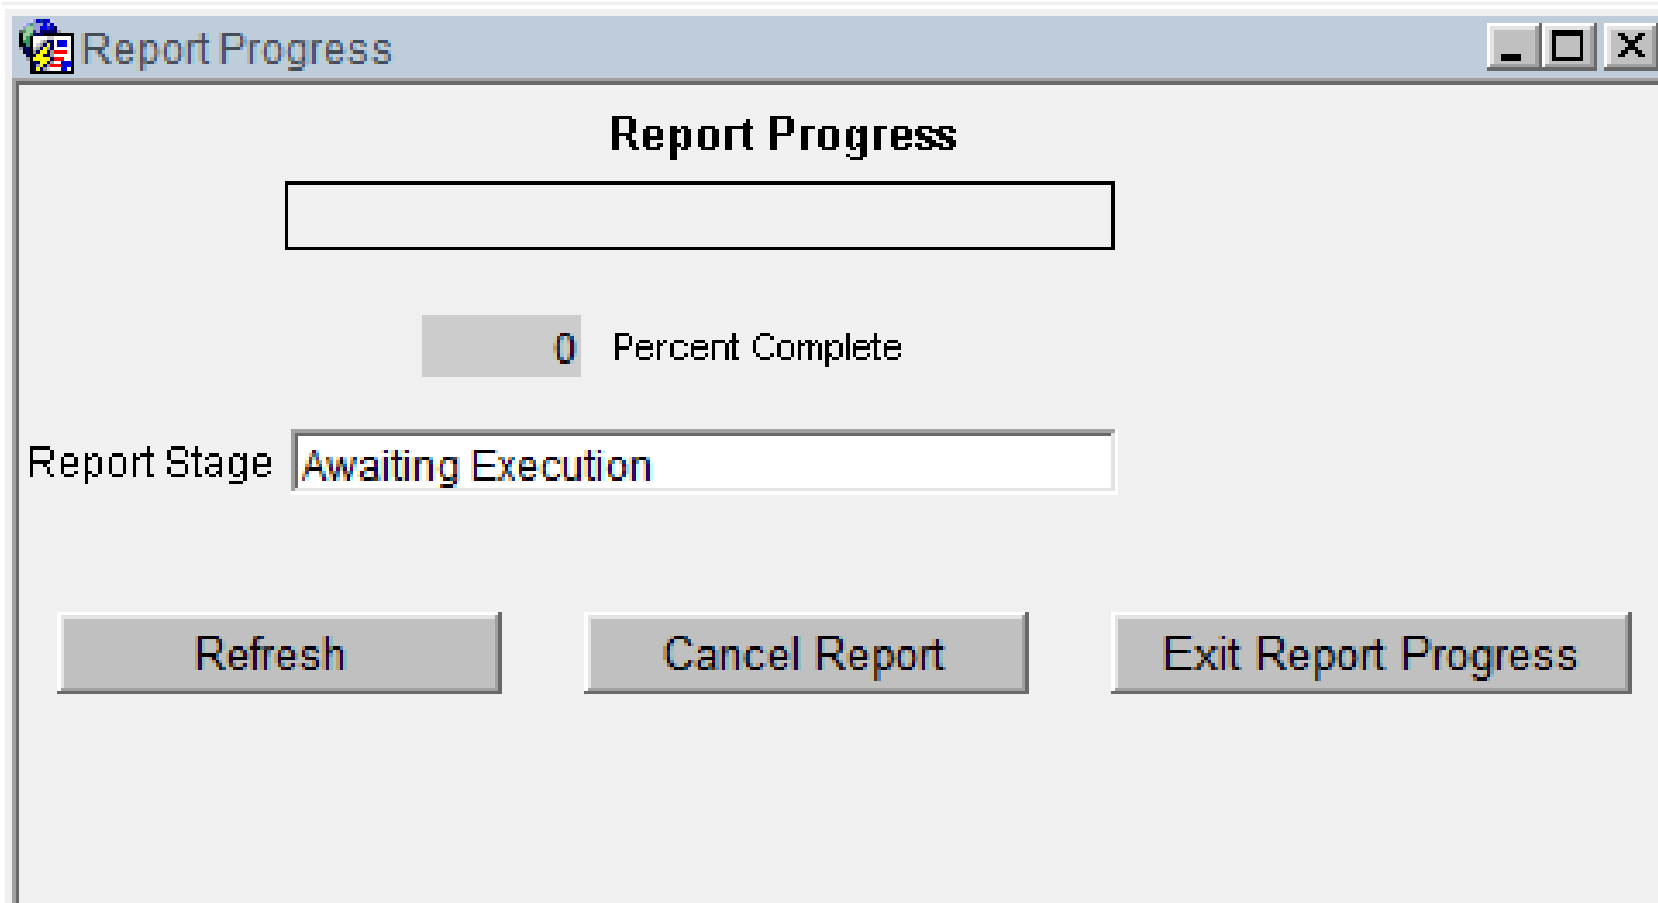 Report Progress
Report Progress
0 Percent Complete
Report Stage Awaiting Execution
Refresh Cancel Report Exit Report Progress